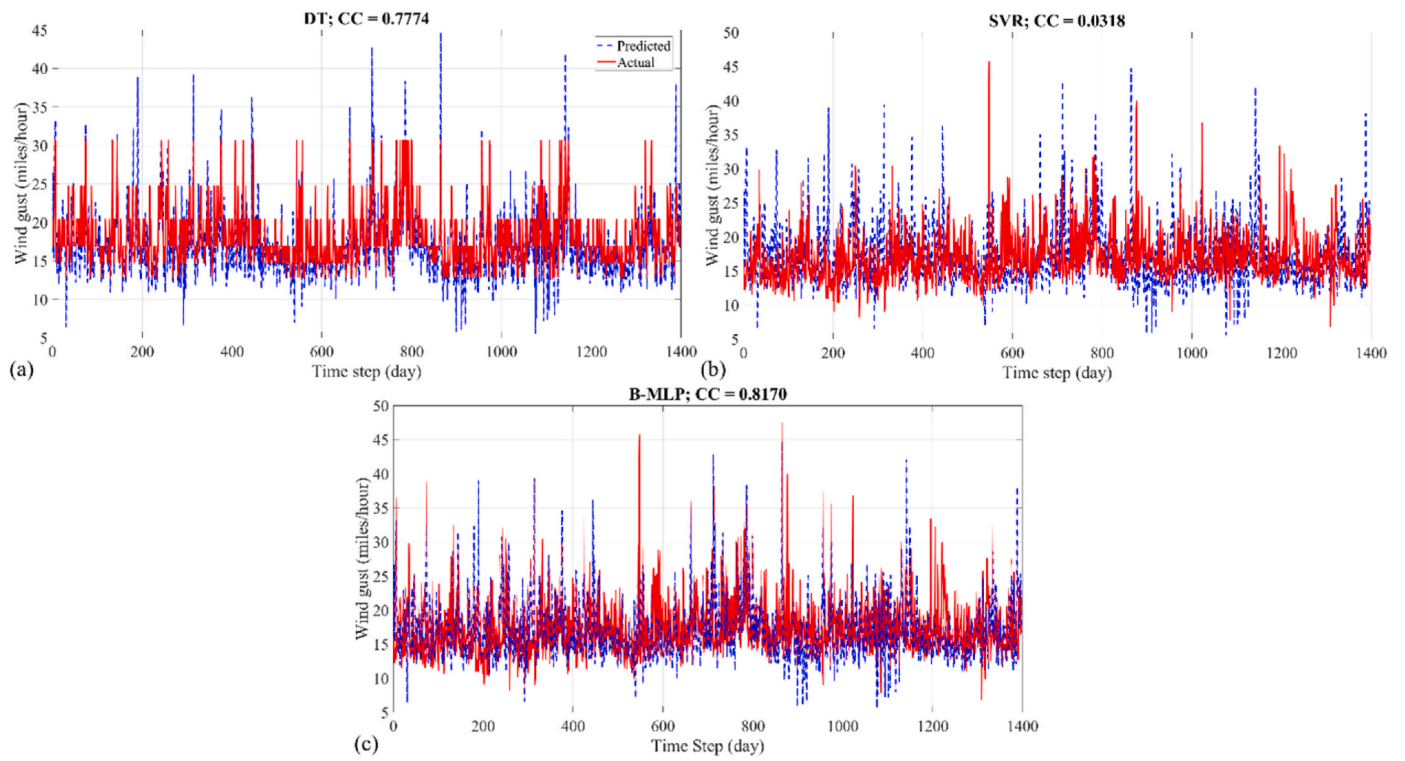 DT; CC = 0.7774
45
40
35
30
25
20
15
10
5
Wind gust (miles/hour)
Predicted
Actual
0 200 400 600 800 1000 1200 1400
Time step (day)
(a)
SVR; CC = 0.0318
50
45
40
35
30
25
20
15
10
5
Wind gust (miles/hour)
0 200 400 600 800 1000 1200 1400
Time step (day)
(b)
B-MLP; CC = 0.8170
50
45
40
35
30
25
20
15
10
5
Wind gust (miles/hour)
0 200 400 600 800 1000 1200 1400
Time Step (day)
(c)